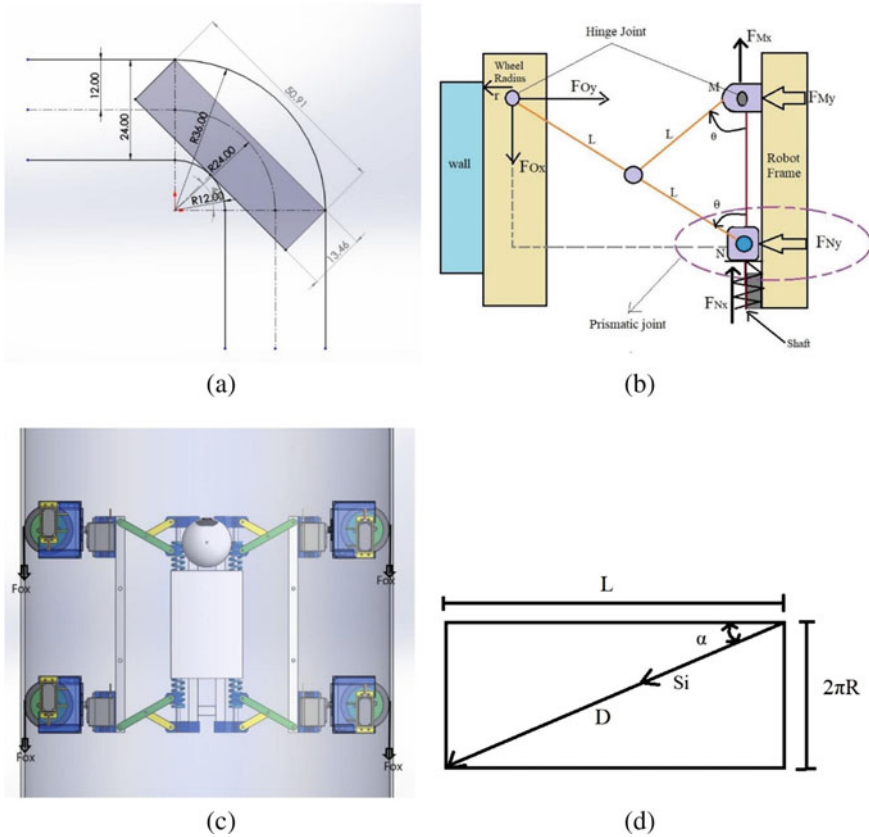 12.00
24.00
R36.00
R24.00
R12.00
50.91
13.46
(a)
Hinge Joint
Wheel
Radius
r
FOy
FOx
wall
L
L
L
M
θ
θ
N
FMx
FMy
Robot
Frame
FNy
FNx
Prismatic joint
Shaft
(b)
Fox
Fox
Fox
Fox
(c)
L
α
Si
D
2πR
(d)